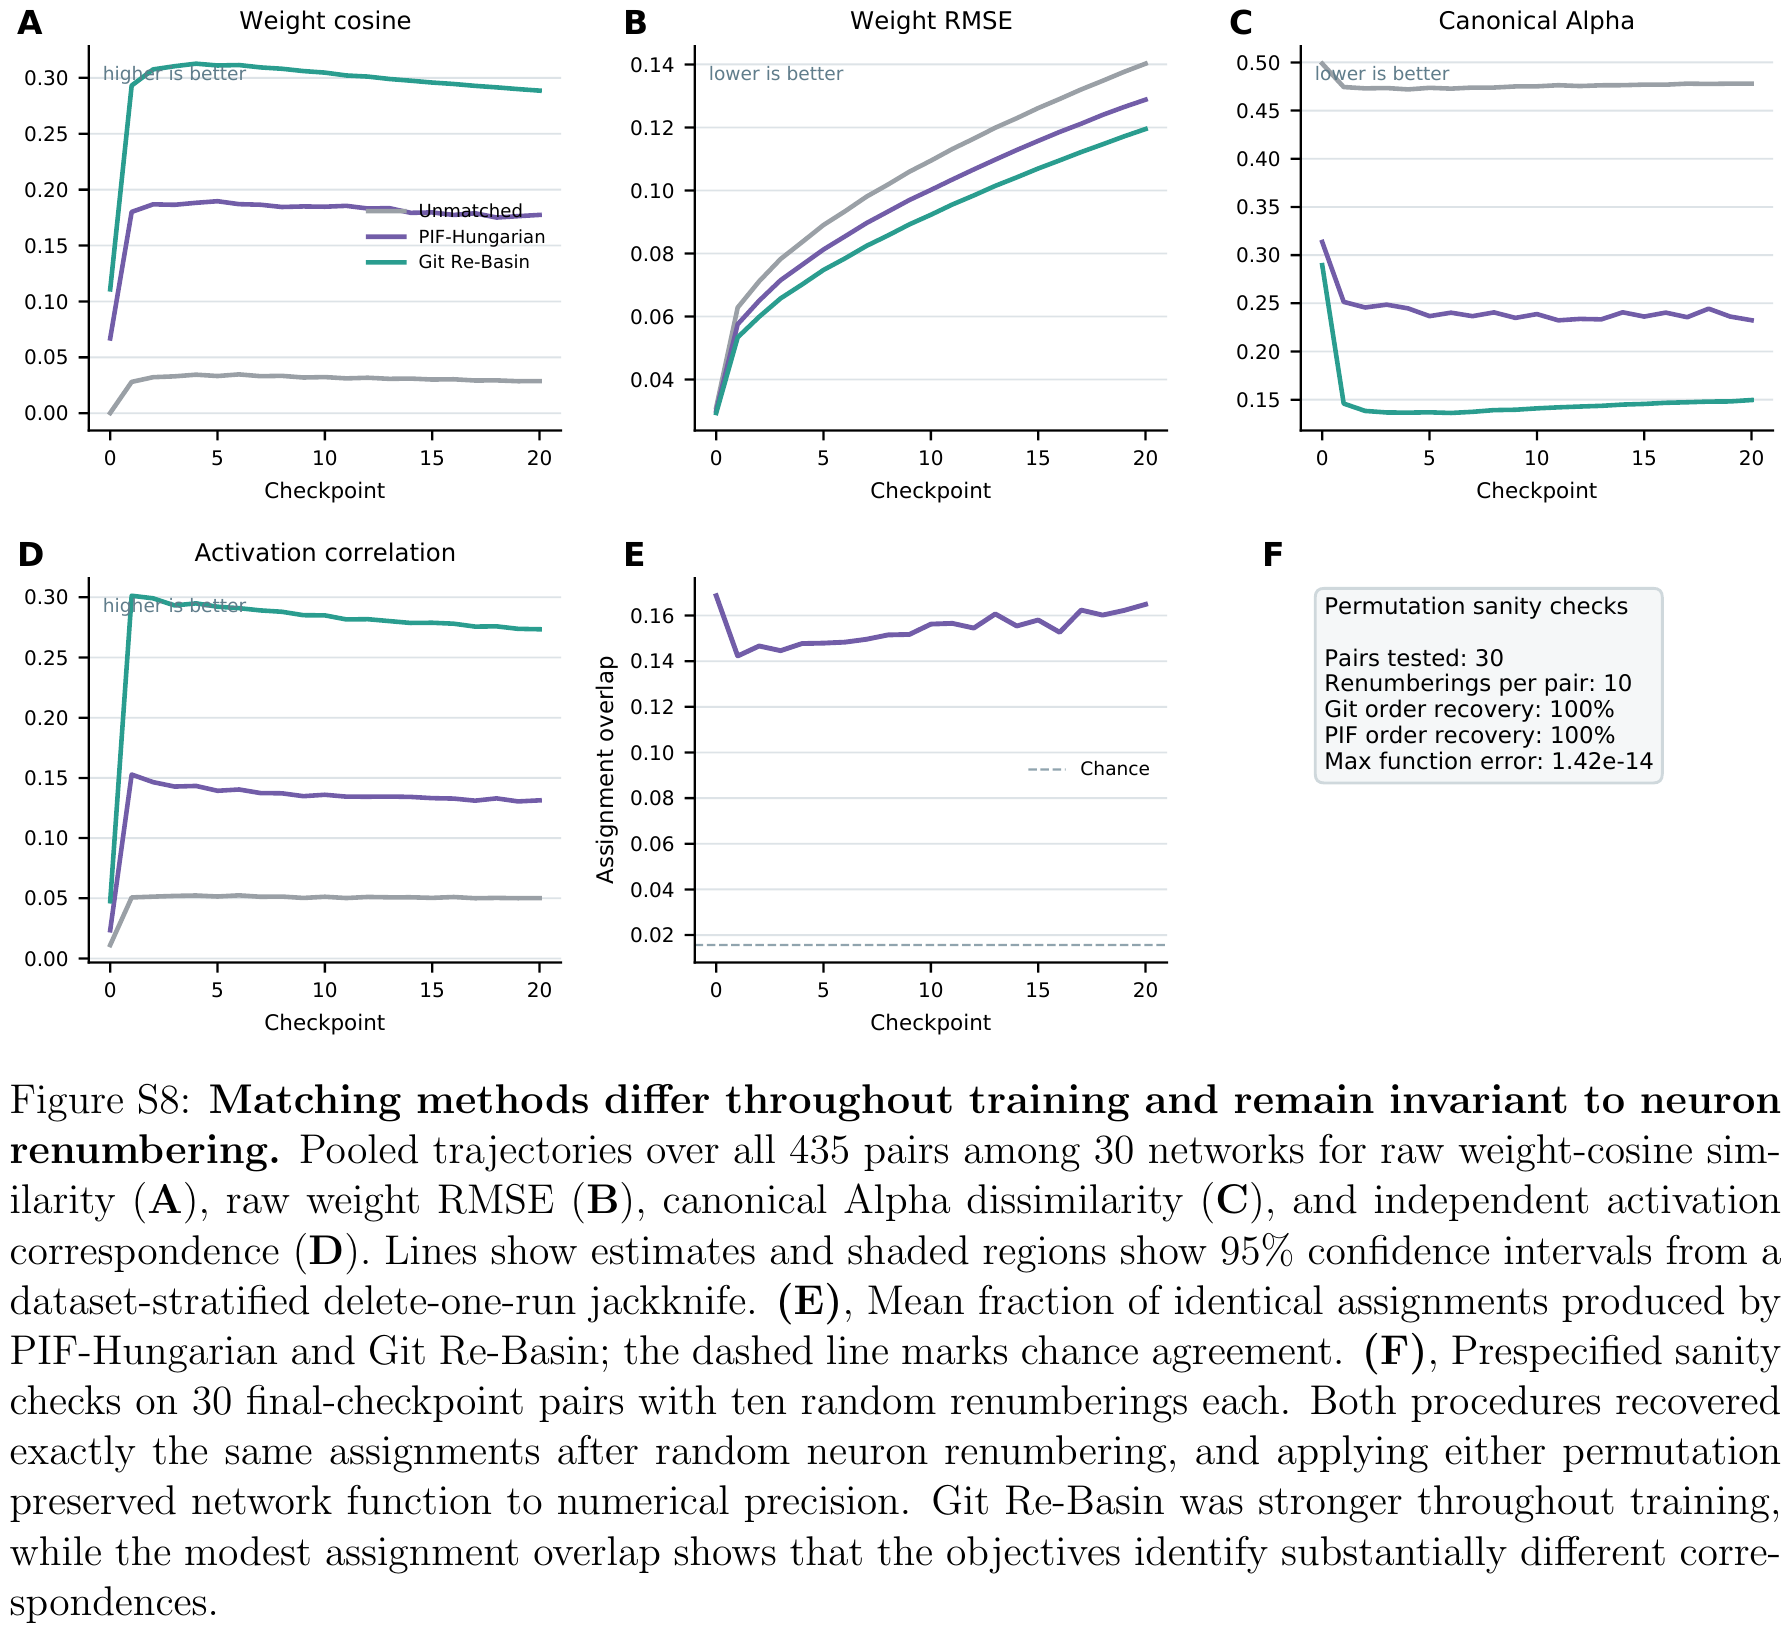 A
Weight cosine
higher is better
0.30
0.25
0.20
0.15
0.10
0.05
0.00
Unmatched
PIF-Hungarian
Git Re-Basin
0 5 10 15 20
Checkpoint
B
Weight RMSE
lower is better
0.14
0.12
0.10
0.08
0.06
0.04
0 5 10 15 20
Checkpoint
C
Canonical Alpha
lower is better
0.50
0.45
0.40
0.35
0.30
0.25
0.20
0.15
0 5 10 15 20
Checkpoint
D
Activation correlation
higher is better
0.30
0.25
0.20
0.15
0.10
0.05
0.00
0 5 10 15 20
Checkpoint
E
Assignment overlap
0.16
0.14
0.12
0.10
0.08
0.06
0.04
0.02
Chance
0 5 10 15 20
Checkpoint
F
Permutation sanity checks
Pairs tested: 30
Renumberings per pair: 10
Git order recovery: 100%
PIF order recovery: 100%
Max function error: 1.42e-14
Figure S8: Matching methods differ throughout training and remain invariant to neuron
renumbering. Pooled trajectories over all 435 pairs among 30 networks for raw weight-cosine sim-
ilarity (A), raw weight RMSE (B), canonical Alpha dissimilarity (C), and independent activation
correspondence (D). Lines show estimates and shaded regions show 95% confidence intervals from a
dataset-stratified delete-one-run jackknife. (E), Mean fraction of identical assignments produced by
PIF-Hungarian and Git Re-Basin; the dashed line marks chance agreement. (F), Prespecified sanity
checks on 30 final-checkpoint pairs with ten random renumberings each. Both procedures recovered
exactly the same assignments after random neuron renumbering, and applying either permutation
preserved network function to numerical precision. Git Re-Basin was stronger throughout training,
while the modest assignment overlap shows that the objectives identify substantially different corre-
spondences.